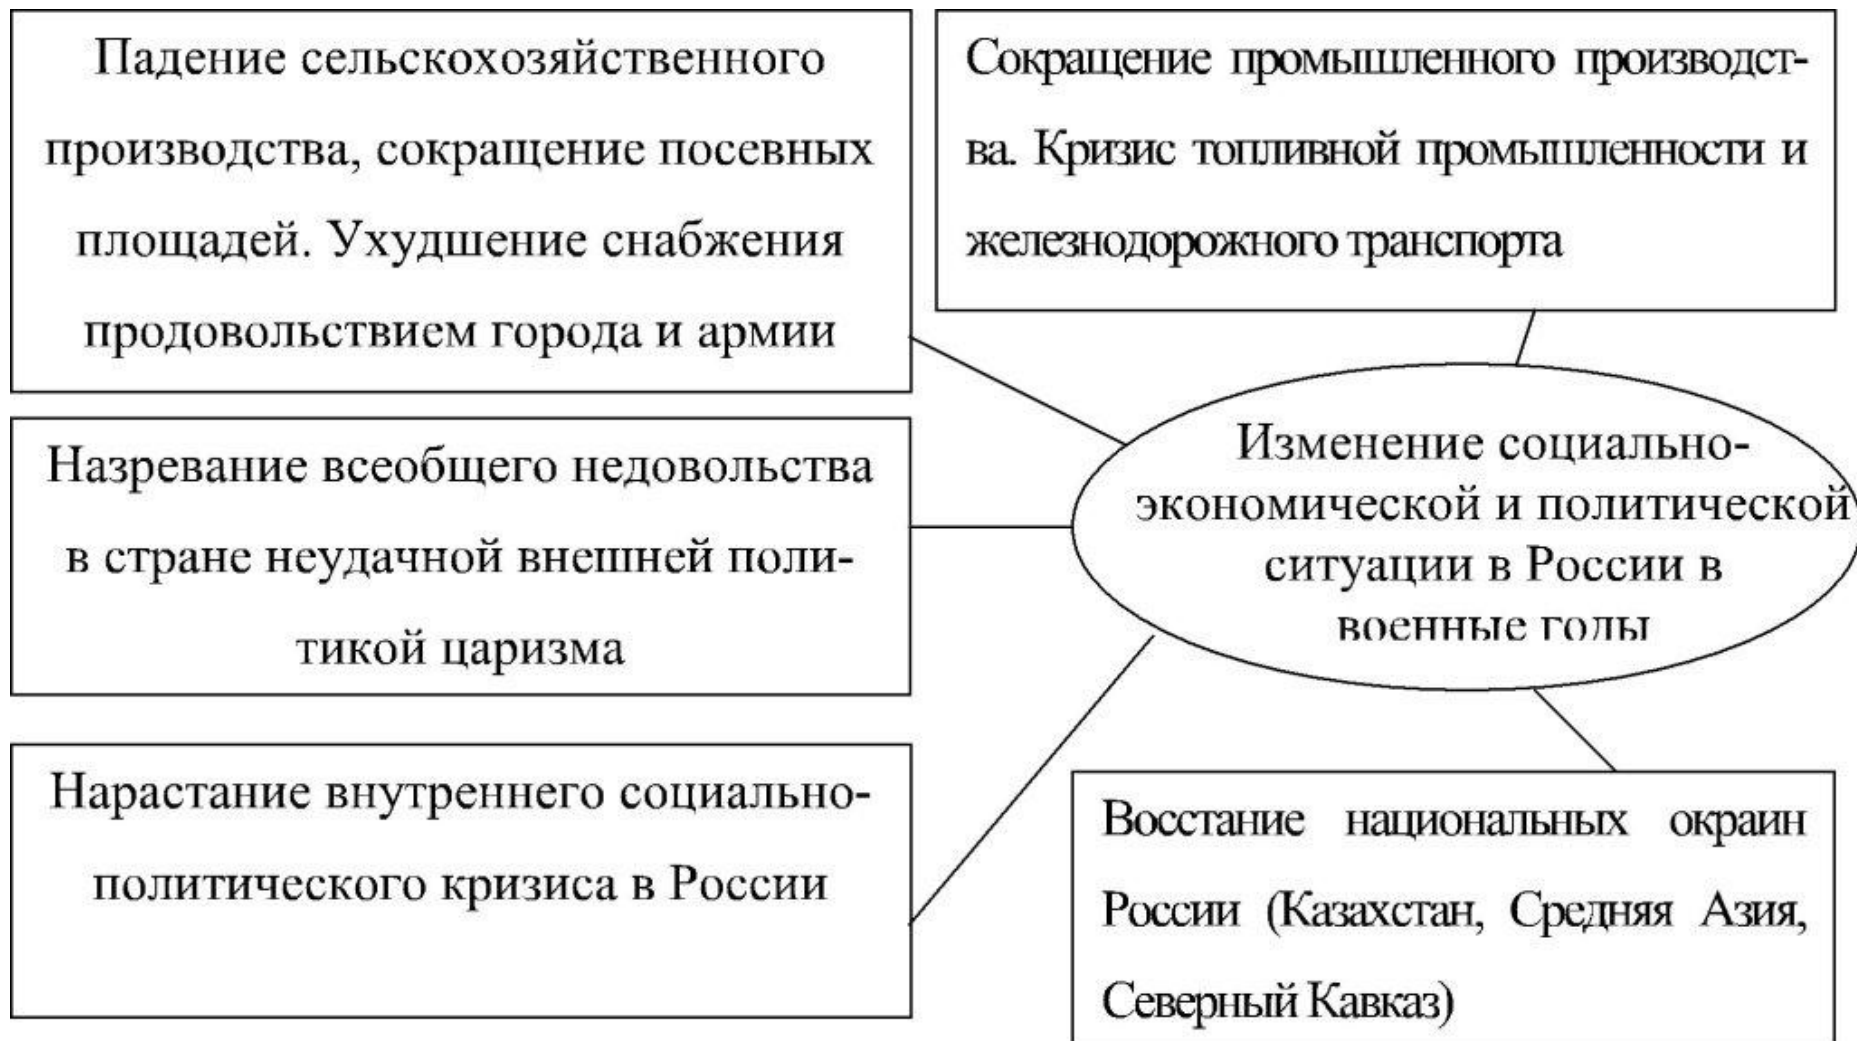 Падение сельскохозяйственного
производства, сокращение посевных
площадей. Ухудшение снабжения
продовольствием города и армии
Сокращение промышленного производст-
ва. Кризис топливной промышленности и
железнодорожного транспорта
Назревание всеобщего недовольства
в стране неудачной внешней поли-
тикой царизма
Изменение социально-
экономической и политической
ситуации в России в
военные годы
Нарастание внутреннего социально-
политического кризиса в России
Восстание национальных окраин
России (Казахстан, Средняя Азия,
Северный Кавказ)